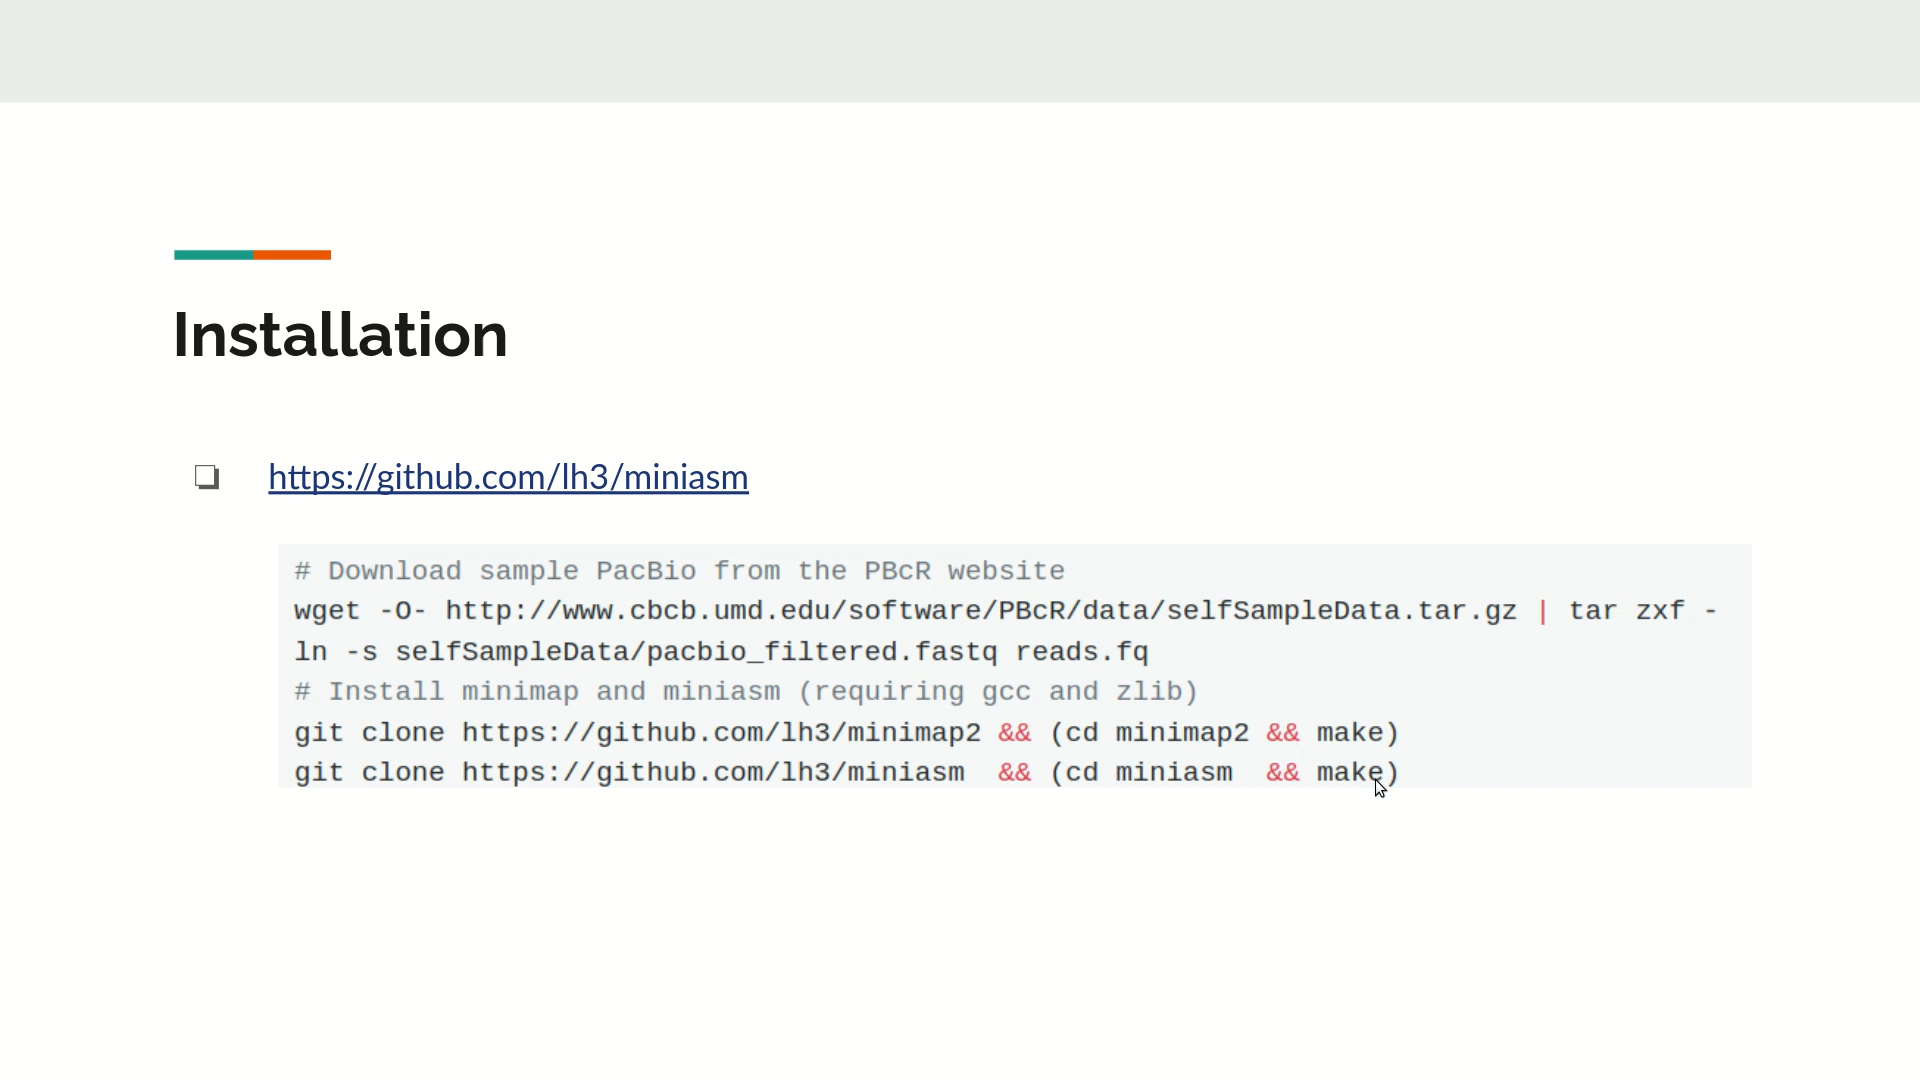 Installation
https://github.com/lh3/miniasm
# Download sample PacBio from the PBcR website
wget -O- http://www.cbcb.umd.edu/software/PBcR/data/selfSampleData.tar.gz | tar zxf -
ln -s selfSampleData/pacbio_filtered.fastq reads.fq
# Install minimap and miniasm (requiring gcc and zlib)
git clone https://github.com/lh3/minimap2 && (cd minimap2 && make)
git clone https://github.com/lh3/miniasm  && (cd miniasm  && make)